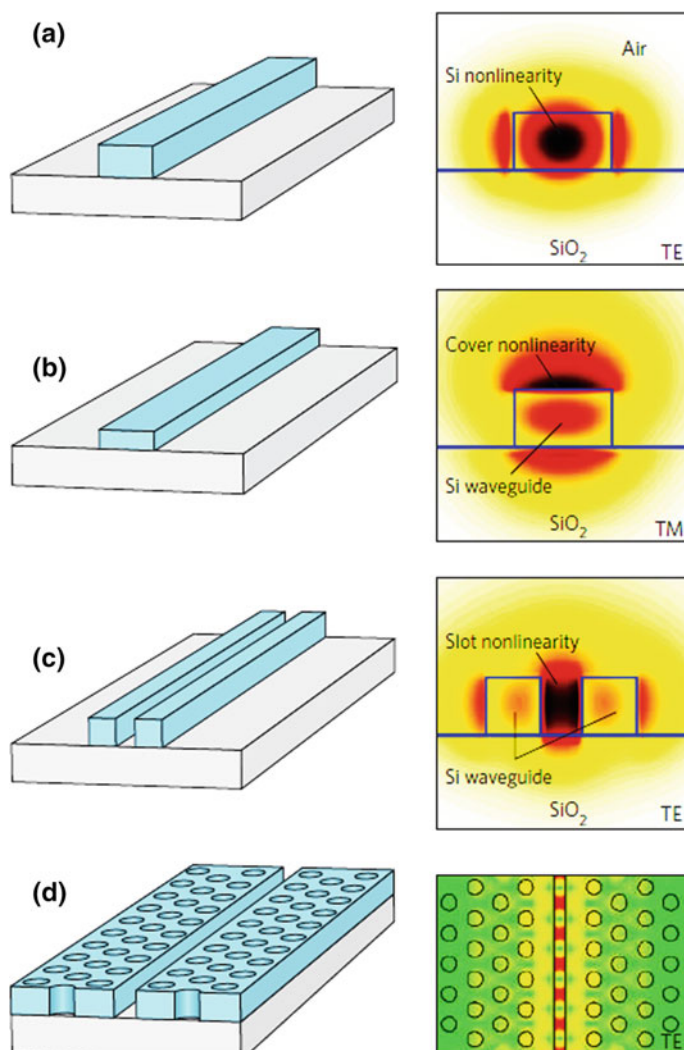 (a)
Air
Si nonlinearity
SiO₂
TE
(b)
Cover nonlinearity
Si waveguide
SiO₂
TM
(c)
Slot nonlinearity
Si waveguide
SiO₂
TE
(d)
TE